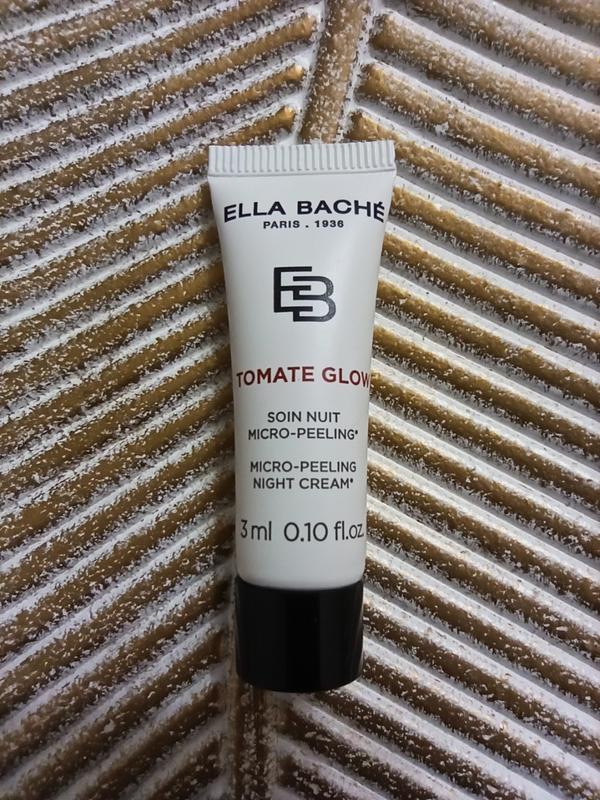 ELLA BACHÉ
PARIS . 1936
EB
TOMATE GLOW
SOIN NUIT
MICRO-PEELING*
MICRO-PEELING
NIGHT CREAM*
3 ml 0.10 fl.oz.